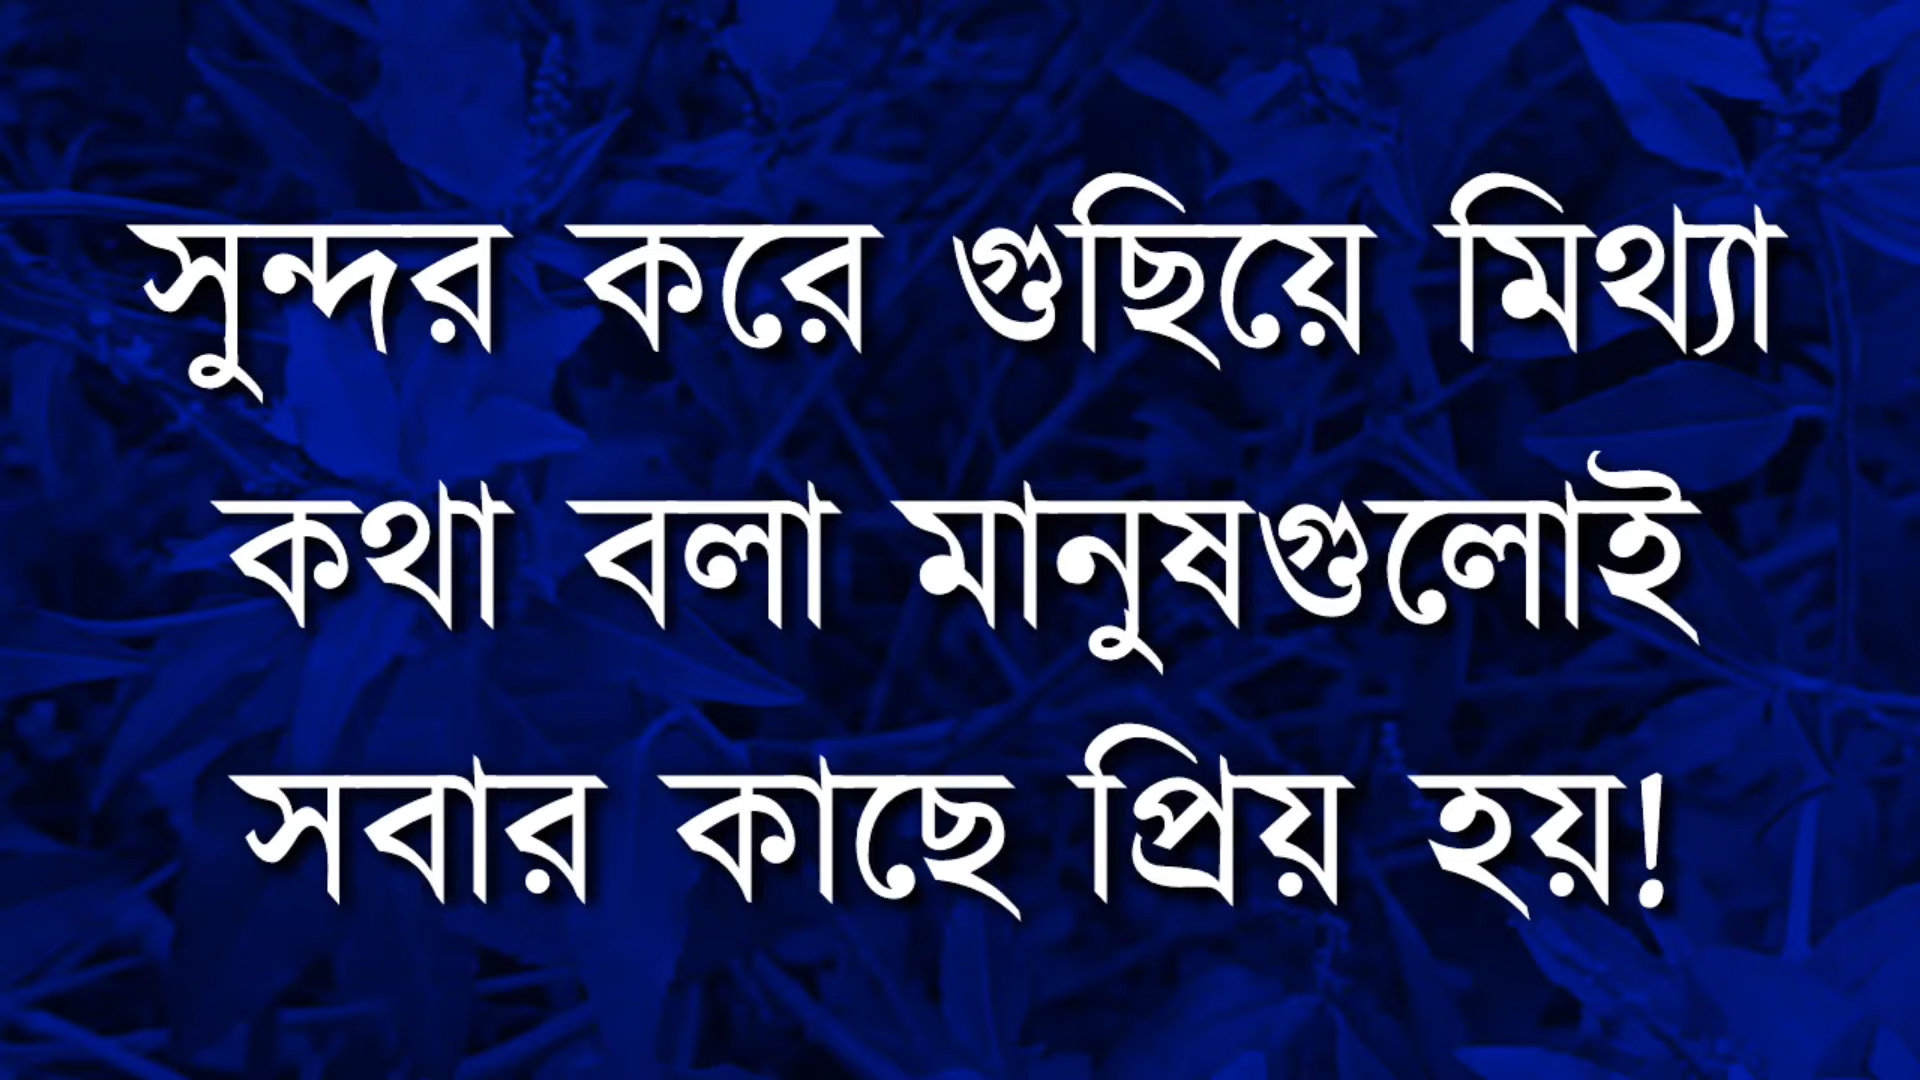 সুন্দর করে গুছিয়ে মিথ্যা
কথা বলা মানুষগুলোই
সবার কাছে প্রিয় হয়!